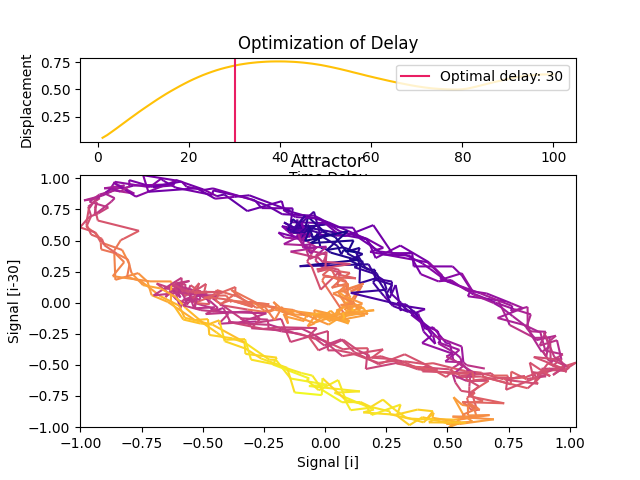 Optimization of Delay
Displacement
0.75
0.50
0.25
Optimal delay: 30
0 20 40 60 80 100
Time Delay
Attractor
Signal [i-30]
1.00
0.75
0.50
0.25
0.00
−0.25
−0.50
−0.75
−1.00
−1.00 −0.75 −0.50 −0.25 0.00 0.25 0.50 0.75 1.00
Signal [i]